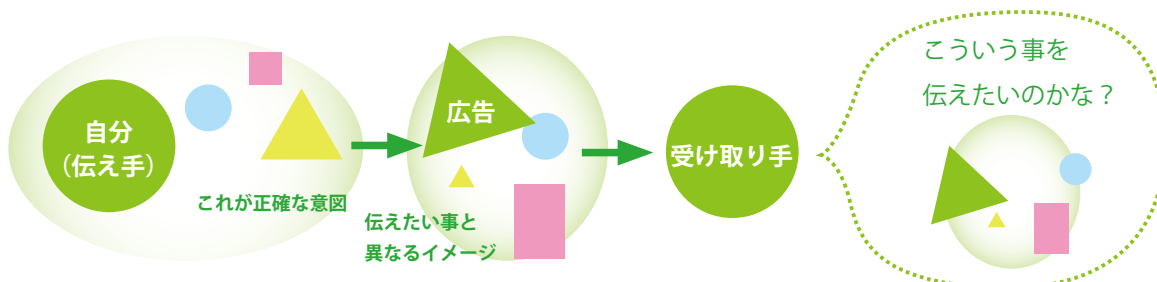 自分
（伝え手）
これが正確な意図
広告
伝えたい事と
異なるイメージ
受け取り手
こういう事を
伝えたいのかな？